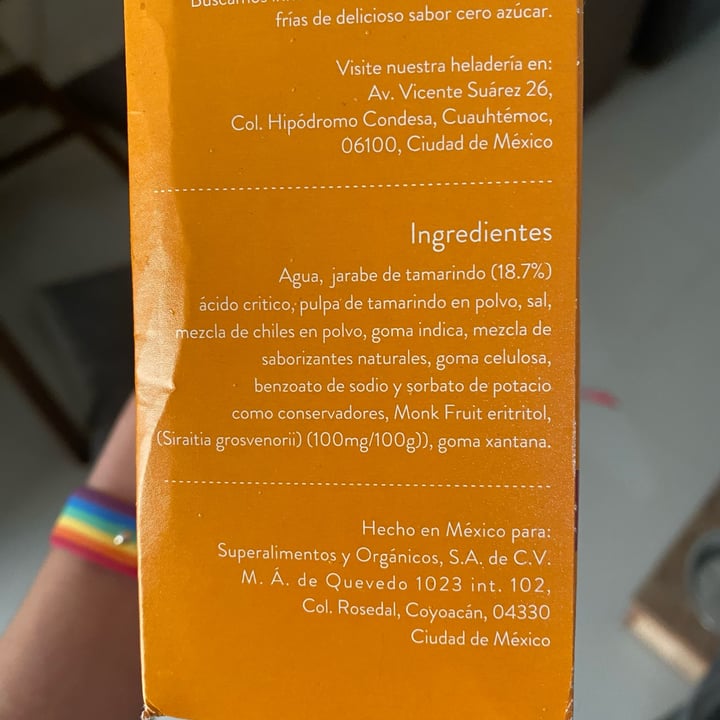 frías de delicioso sabor cero azúcar.
Visite nuestra heladería en:
Av. Vicente Suárez 26,
Col. Hipódromo Condesa, Cuauhtémoc,
06100, Ciudad de México
Ingredientes
Agua, jarabe de tamarindo (18.7%)
ácido critico, pulpa de tamarindo en polvo, sal,
mezcla de chiles en polvo, goma indica, mezcla de
saborizantes naturales, goma celulosa,
benzoato de sodio y sorbato de potacio
como conservadores, Monk Fruit eritritol,
(Siraitia grosvenorii) (100mg/100g)), goma xantana.
Hecho en México para:
Superalimentos y Orgánicos, S.A. de C.V.
M. Á. de Quevedo 1023 int. 102,
Col. Rosedal, Coyoacán, 04330
Ciudad de México